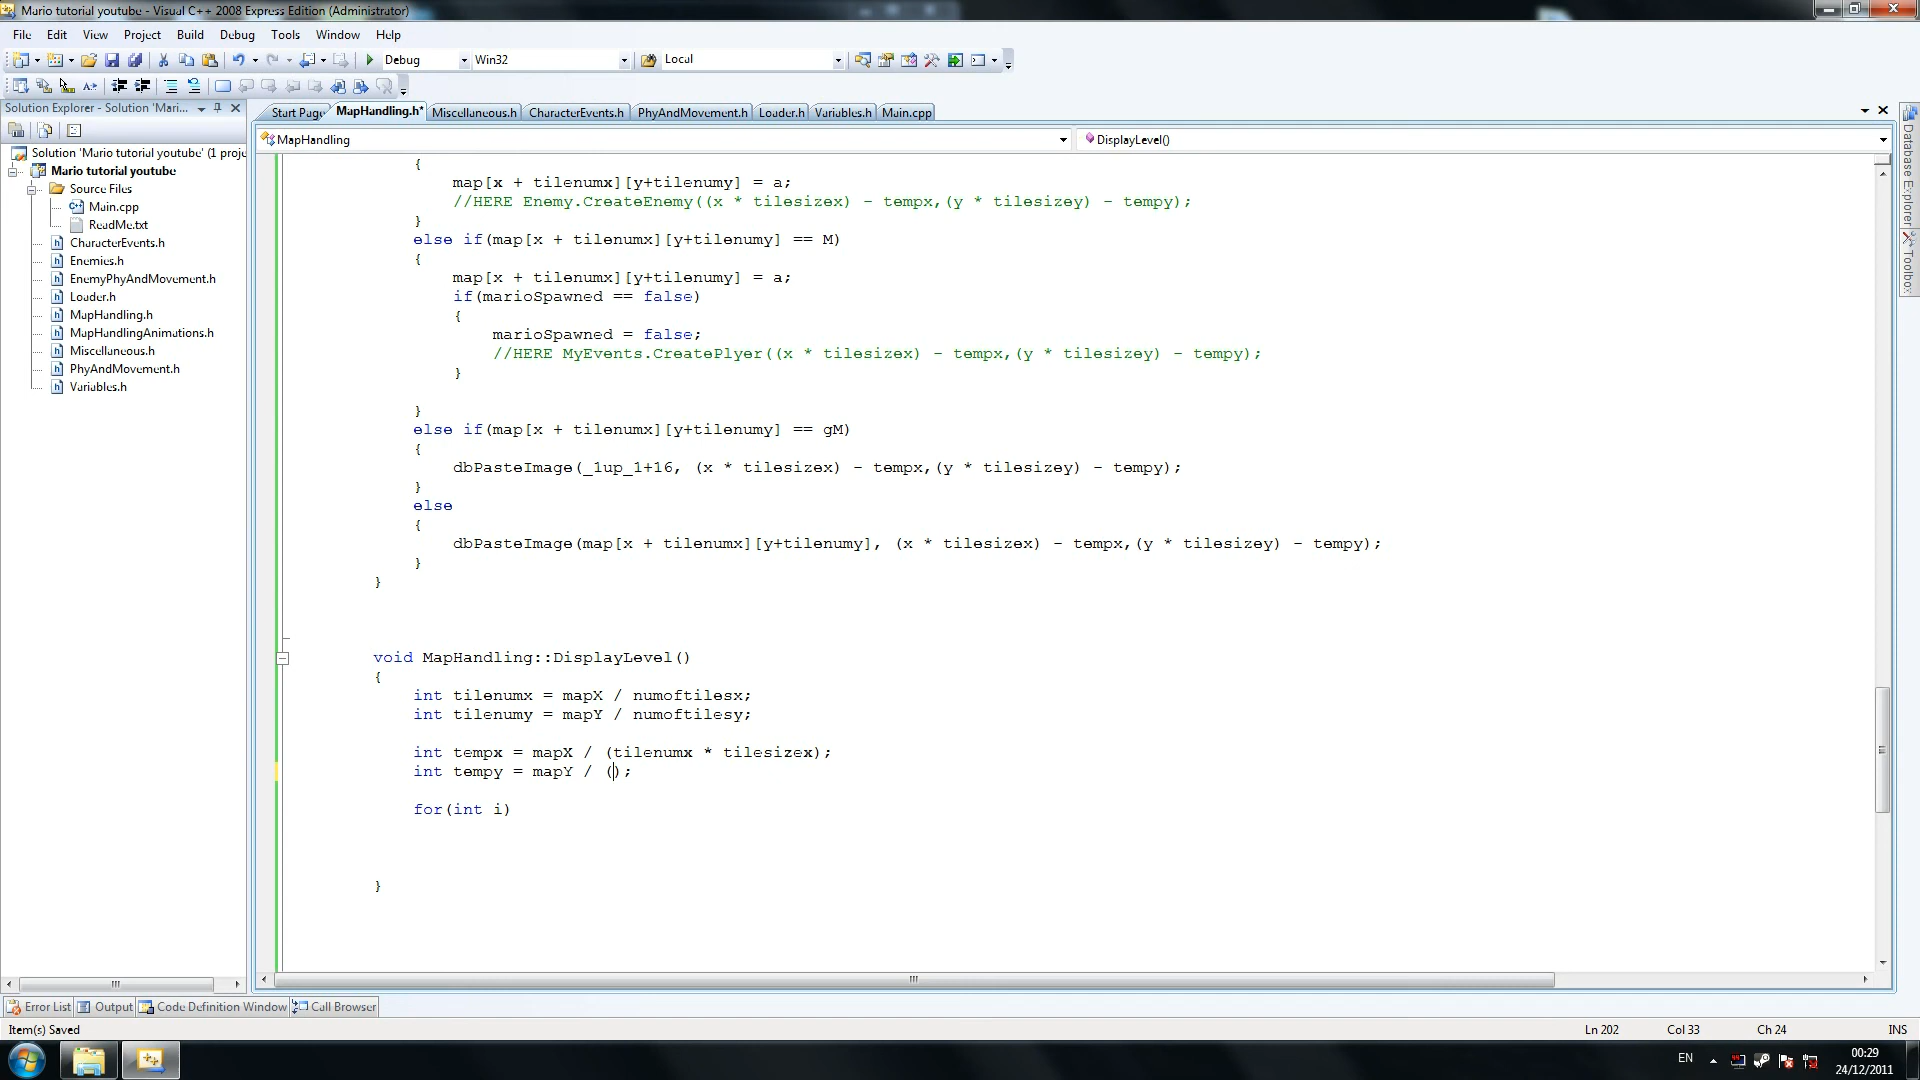 Mario tutorial youtube - Visual C++ 2008 Express Edition (Administrator)
File Edit View Project Build Debug Tools Window Help
Debug Win32 Local
Solution Explorer - Solution 'Mari...
Start Page MapHandling.h* Miscellaneous.h CharacterEvents.h PhyAndMovement.h Loader.h Variables.h Main.cpp
MapHandling DisplayLevel()
Solution 'Mario tutorial youtube' (1 proje
Mario tutorial youtube
Source Files
Main.cpp
ReadMe.txt
CharacterEvents.h
Enemies.h
EnemyPhyAndMovement.h
Loader.h
MapHandling.h
MapHandlingAnimations.h
Miscellaneous.h
PhyAndMovement.h
Variables.h
{
map[x + tilenumx][y+tilenumy] = a;
//HERE Enemy.CreateEnemy((x * tilesizex) - tempx,(y * tilesizey) - tempy);
}
else if(map[x + tilenumx][y+tilenumy] == M)
{
map[x + tilenumx][y+tilenumy] = a;
if(marioSpawned == false)
{
marioSpawned = false;
//HERE MyEvents.CreatePlyer((x * tilesizex) - tempx,(y * tilesizey) - tempy);
}
}
else if(map[x + tilenumx][y+tilenumy] == gM)
{
dbPasteImage(_1up_1+16, (x * tilesizex) - tempx,(y * tilesizey) - tempy);
}
else
{
dbPasteImage(map[x + tilenumx][y+tilenumy], (x * tilesizex) - tempx,(y * tilesizey) - tempy);
}
}
void MapHandling::DisplayLevel()
{
int tilenumx = mapX / numoftilesx;
int tilenumy = mapY / numoftilesy;
int tempx = mapX / (tilenumx * tilesizex);
int tempy = mapY / ();
for(int i)
}
Database Explorer
Toolbox
Error List Output Code Definition Window Call Browser
Item(s) Saved Ln 202 Col 33 Ch 24 INS
EN 00:29
24/12/2011